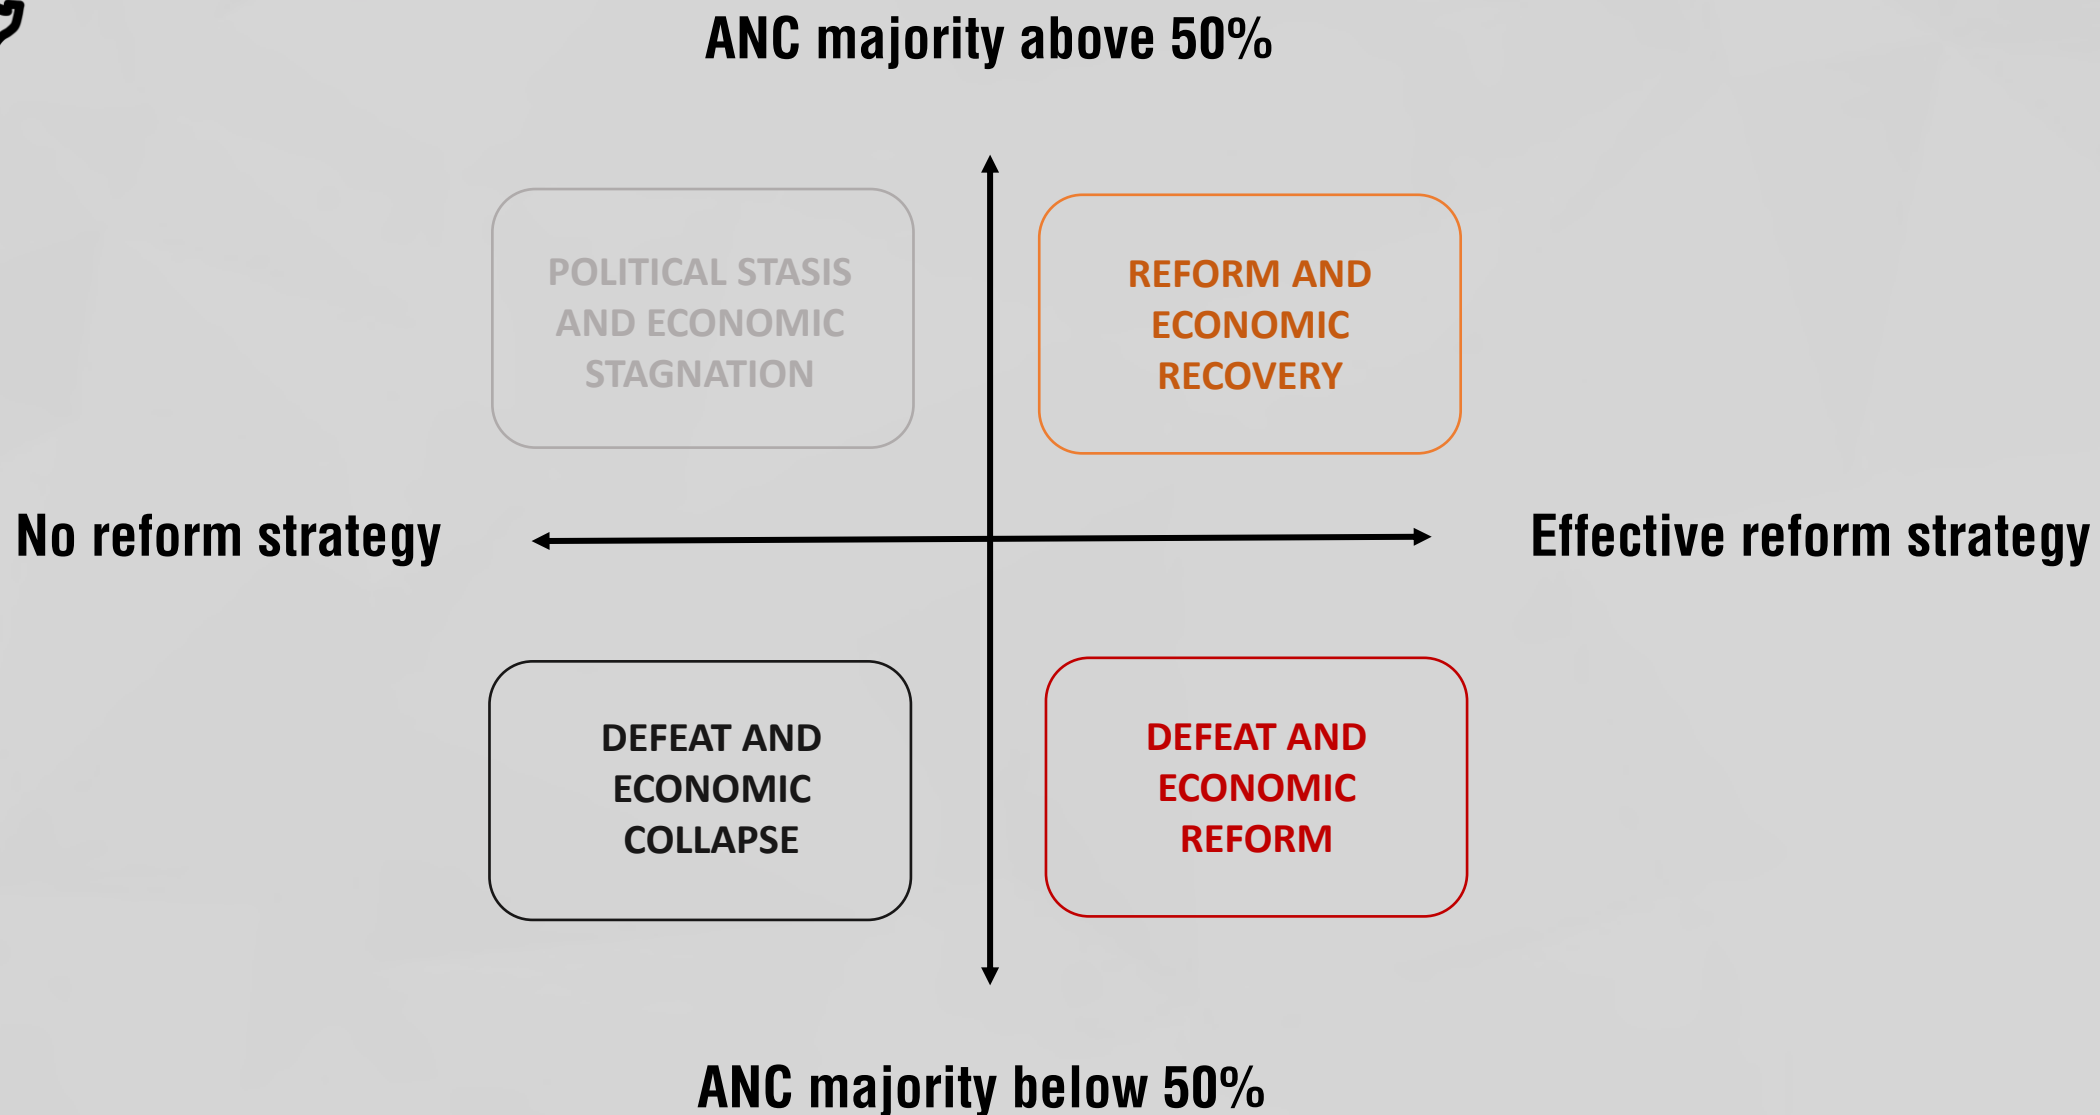 ANC majority above 50%
POLITICAL STASIS
AND ECONOMIC
STAGNATION
REFORM AND
ECONOMIC
RECOVERY
No reform strategy
Effective reform strategy
DEFEAT AND
ECONOMIC
COLLAPSE
DEFEAT AND
ECONOMIC
REFORM
ANC majority below 50%